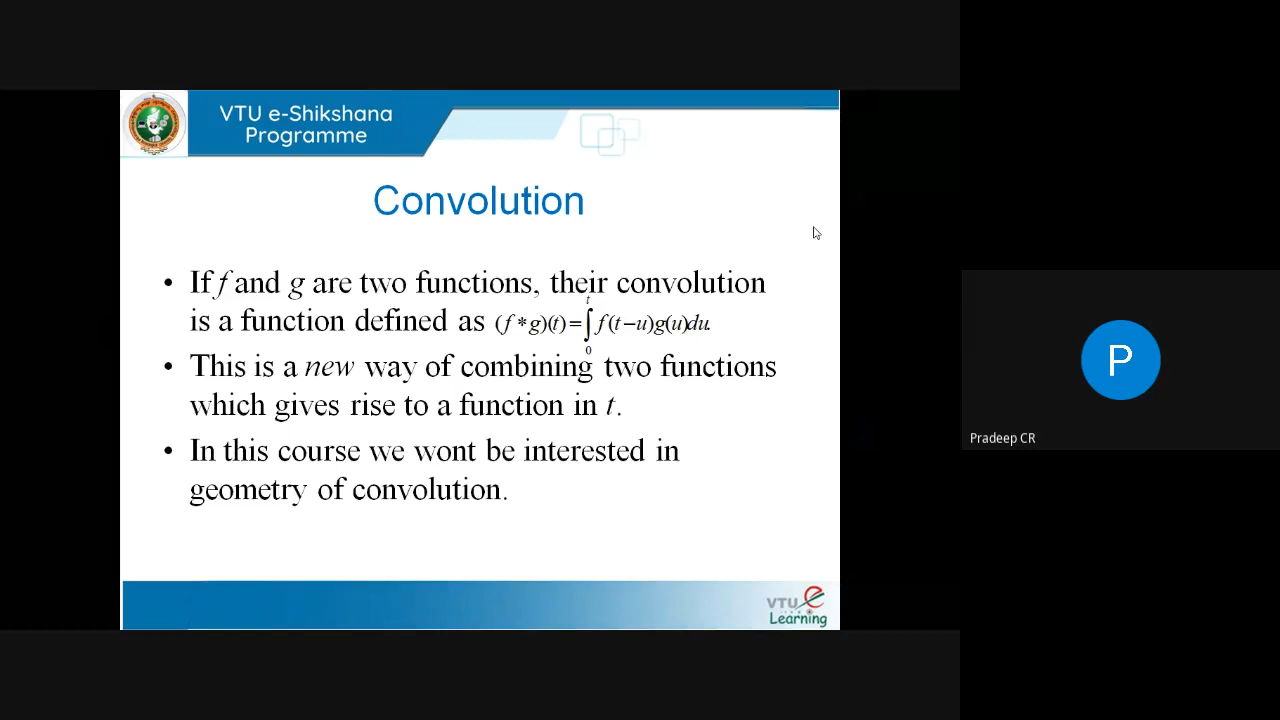 VTU e-Shikshana
Programme
Convolution
• If f and g are two functions, their convolution
is a function defined as (f * g)(t) = ∫₀ᵗ f(t−u)g(u)du.
• This is a new way of combining two functions
which gives rise to a function in t.
• In this course we wont be interested in
geometry of convolution.
P
Pradeep CR
VTU e
Learning